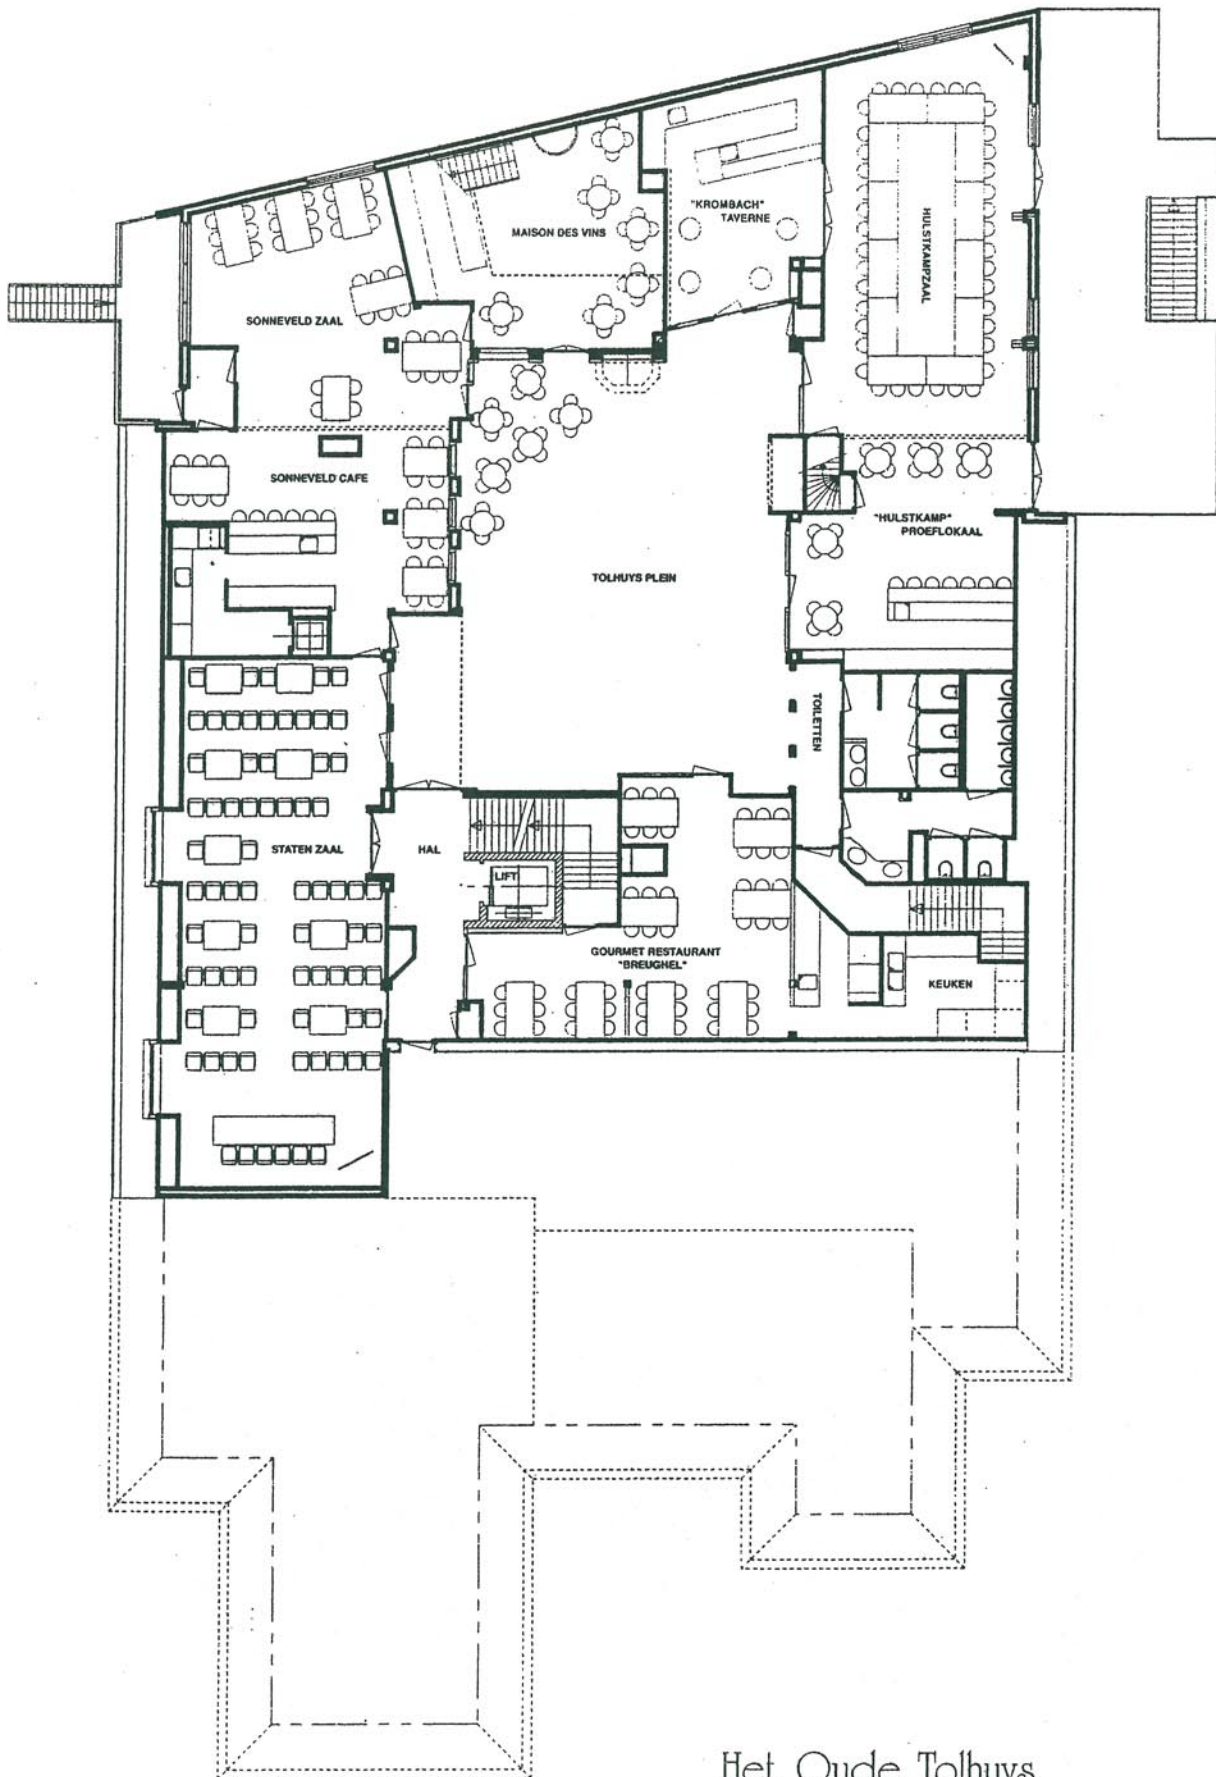 "KROMBACH"
TAVERNE
HULSTKAMPZAAL
MAISON DES VINS
SONNEVELD ZAAL
SONNEVELD CAFE
"HULSTKAMP"
PROEFLOKAAL
TOLHUYS PLEIN
TOILETTEN
STATEN ZAAL
HAL
LIFT
GOURMET RESTAURANT
"BREUGHEL"
KEUKEN
Het Oude Tolhuys